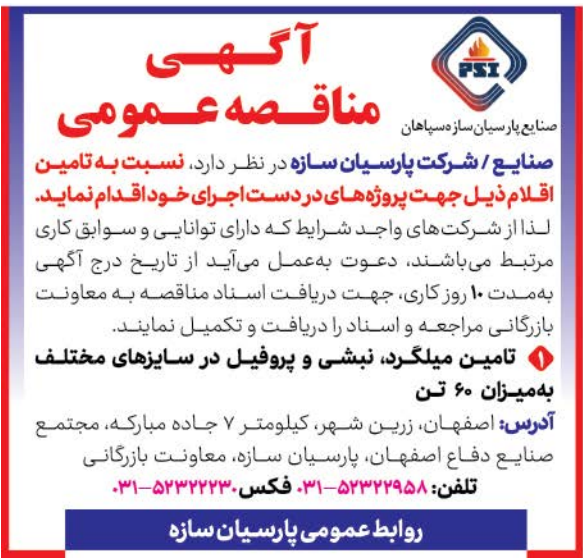 آگهی
مناقصه عمومی
PSI
صنایع پارسیان سازه سپاهان
صنایع / شرکت پارسیان سازه در نظر دارد، نسبت به تامین
اقلام ذیل جهت پروژه‌های در دست اجرای خود اقدام نماید.
لذا از شرکت‌های واجد شرایط که دارای توانایی و سوابق کاری
مرتبط می‌باشند، دعوت به‌عمل می‌آید از تاریخ درج آگهی
به‌مدت ۱۰ روز کاری، جهت دریافت اسناد مناقصه به معاونت
بازرگانی مراجعه و اسناد را دریافت و تکمیل نمایند.
۱ تامین میلگرد، نبشی و پروفیل در سایزهای مختلف
به‌میزان ۶۰ تن
آدرس: اصفهان، زرین شهر، کیلومتر ۷ جاده مبارکه، مجتمع
صنایع دفاع اصفهان، پارسیان سازه، معاونت بازرگانی
تلفن: ۵۲۳۲۲۹۵۸-۰۳۱ فکس: ۵۲۳۲۲۲۳۰-۰۳۱
روابط عمومی پارسیان سازه